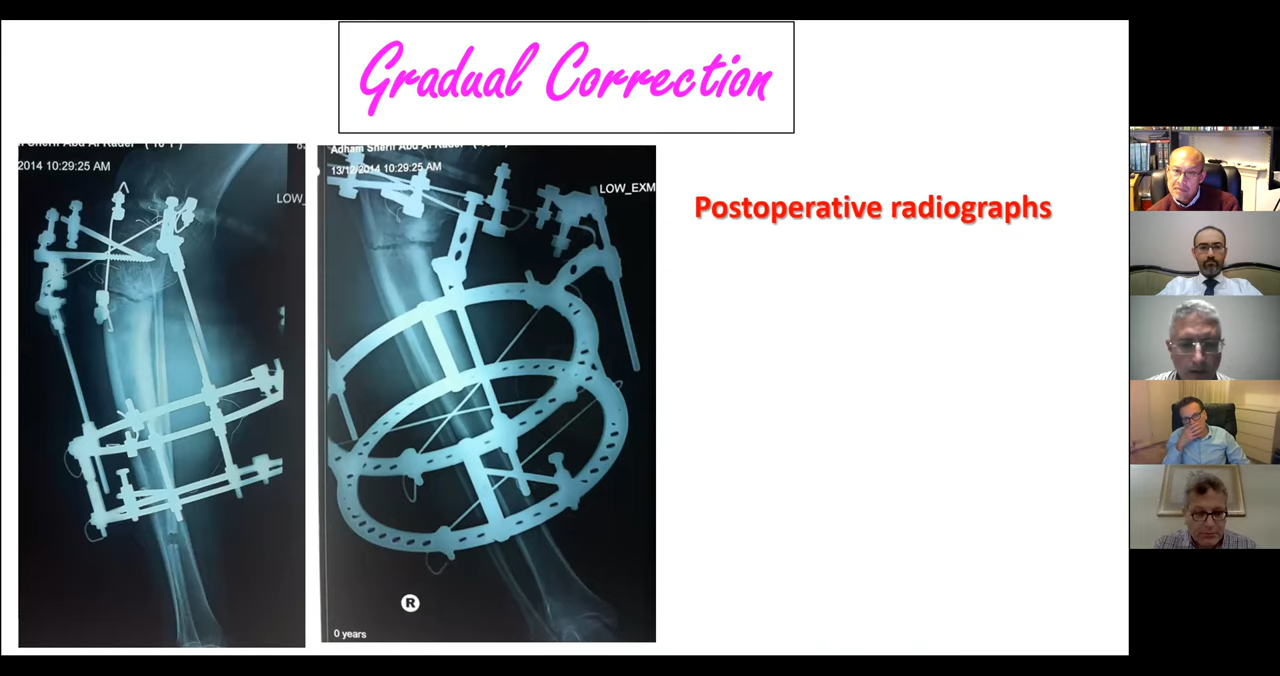 Gradual Correction
2014 10:29:25 AM
LOW_
Adham Sherif Abd Al Kader
13/12/2014 10:29:25 AM
LOW_EXM
Postoperative radiographs
R
0 years